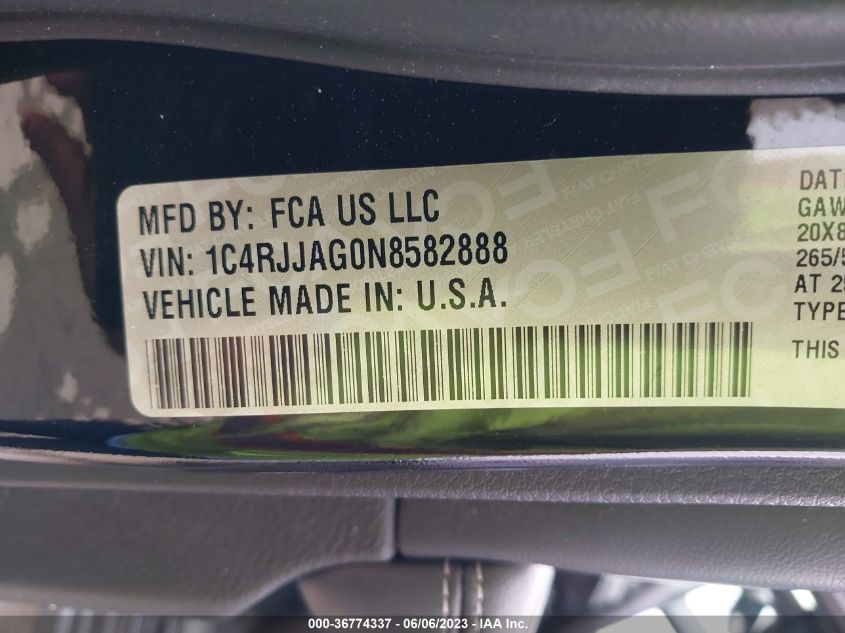 MFD BY: FCA US LLC
VIN: 1C4RJJAG0N8582888
VEHICLE MADE IN: U.S.A.
DAT
GAW
20X8
265/5
AT 25
TYPE
THIS
000-36774337 - 06/06/2023 - IAA Inc.